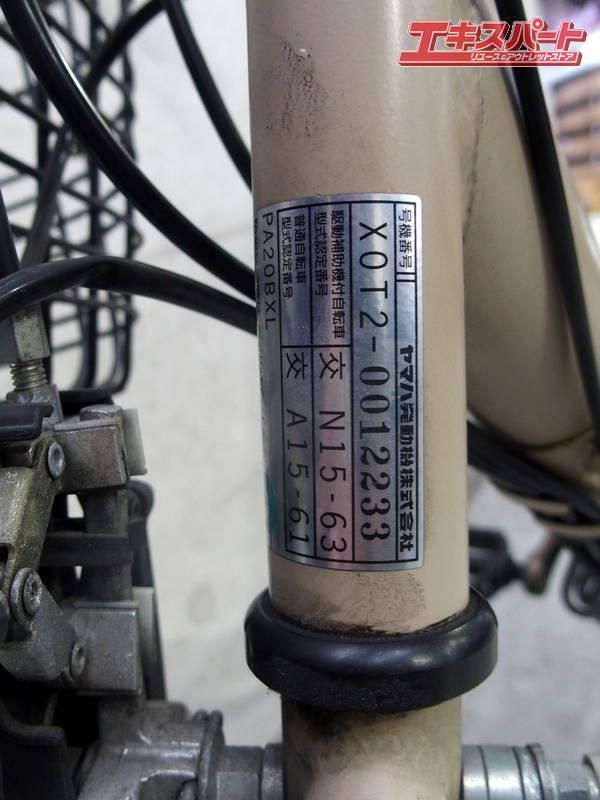 エキスパート
リユース&アウトレットストア
ヤマハ発動機株式会社
号機番号
X0T2-0012233
駆動補助機付自転車
型式認定番号
交 N15-63
普通自転車
型式認定番号
交 A15-61
PA20BXL